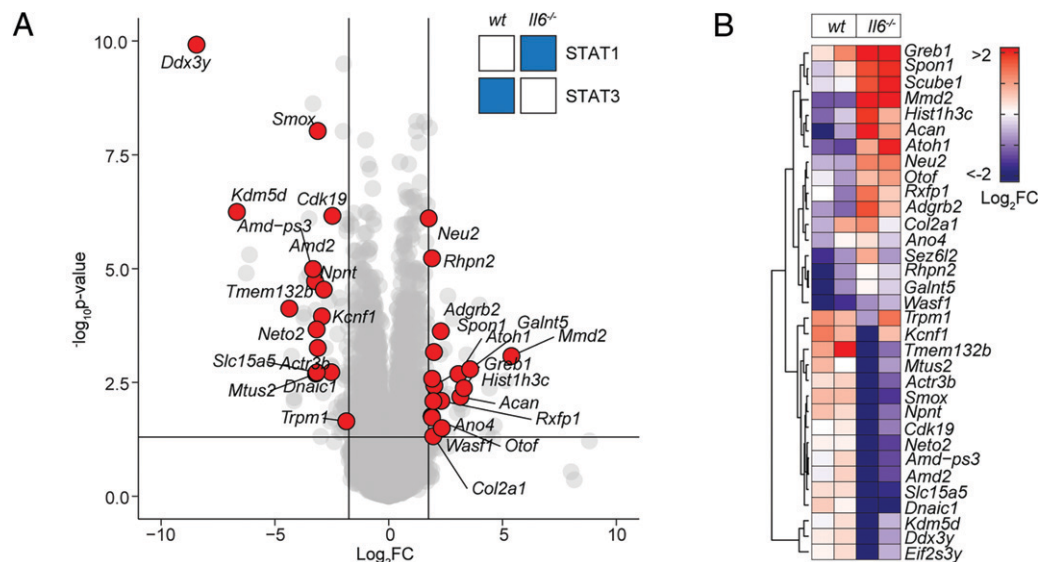 A
B
wt Il6-/-
STAT1
STAT3
10.0
7.5
5.0
2.5
0.0
-log10p-value
−10 −5 0 5 10
Log2FC
Ddx3y
Smox
Kdm5d
Cdk19
Amd-ps3
Amd2
Npnt
Tmem132b
Kcnf1
Neto2
Slc15a5
Actr3b
Mtus2
Dnaic1
Trpm1
Neu2
Rhpn2
Adgrb2
Spon1
Galnt5
Atoh1
Mmd2
Greb1
Hist1h3c
Acan
Rxfp1
Ano4
Wasf1
Otof
Col2a1
wt Il6-/-
Greb1
Spon1
Scube1
Mmd2
Hist1h3c
Acan
Atoh1
Neu2
Otof
Rxfp1
Adgrb2
Col2a1
Ano4
Sez6l2
Rhpn2
Galnt5
Wasf1
Trpm1
Kcnf1
Tmem132b
Mtus2
Actr3b
Smox
Npnt
Cdk19
Neto2
Amd−ps3
Amd2
Slc15a5
Dnaic1
Kdm5d
Ddx3y
Eif2s3y
>2
<-2
Log2FC